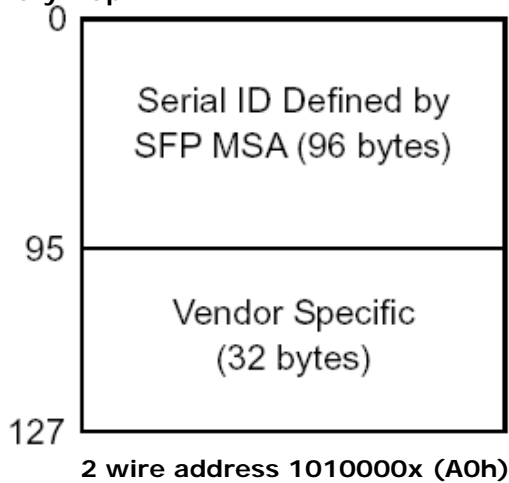 0
Serial ID Defined by
SFP MSA (96 bytes)
95
Vendor Specific
(32 bytes)
127
2 wire address 1010000x (A0h)